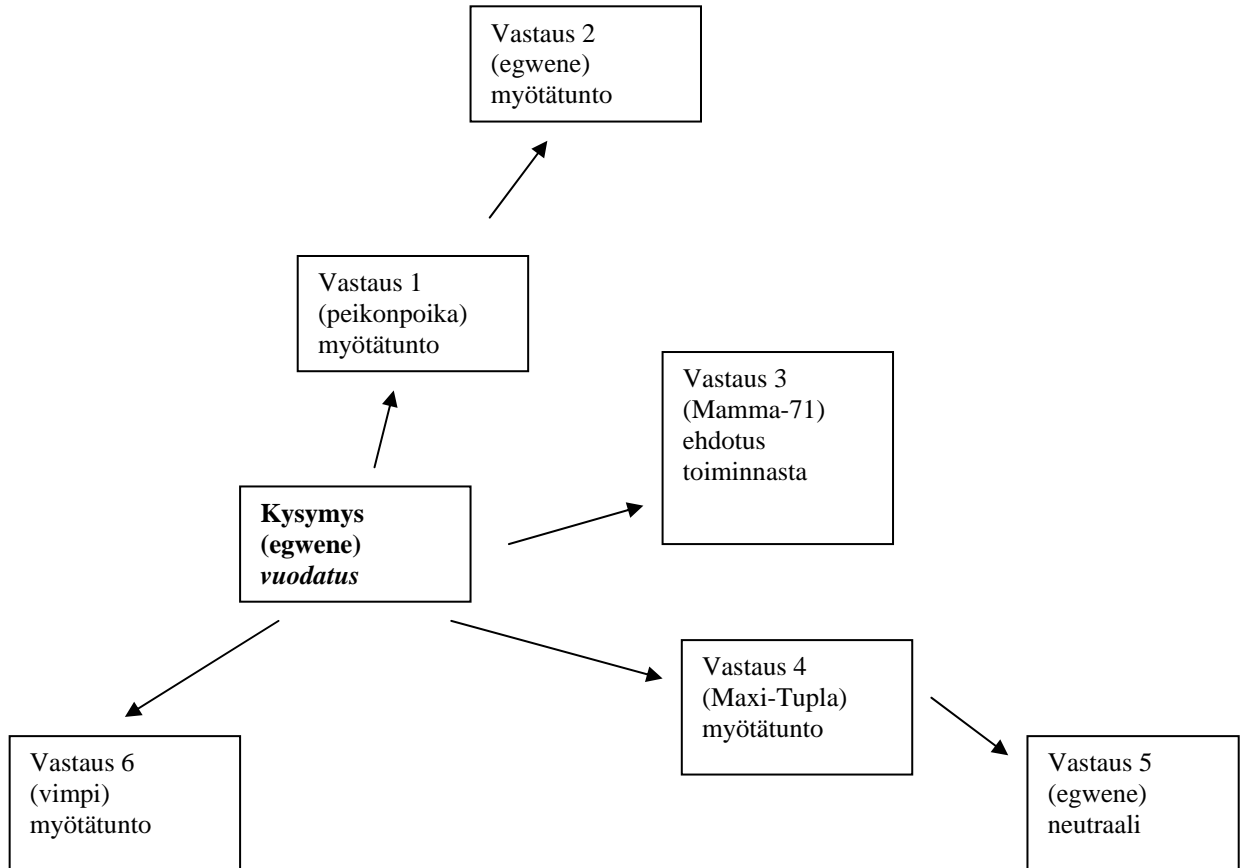 Vastaus 2
(egwene)
myötätunto
Vastaus 1
(peikonpoika)
myötätunto
Vastaus 3
(Mamma-71)
ehdotus
toiminnasta
Kysymys
(egwene)
vuodatus
Vastaus 4
(Maxi-Tupla)
myötätunto
Vastaus 6
(vimpi)
myötätunto
Vastaus 5
(egwene)
neutraali